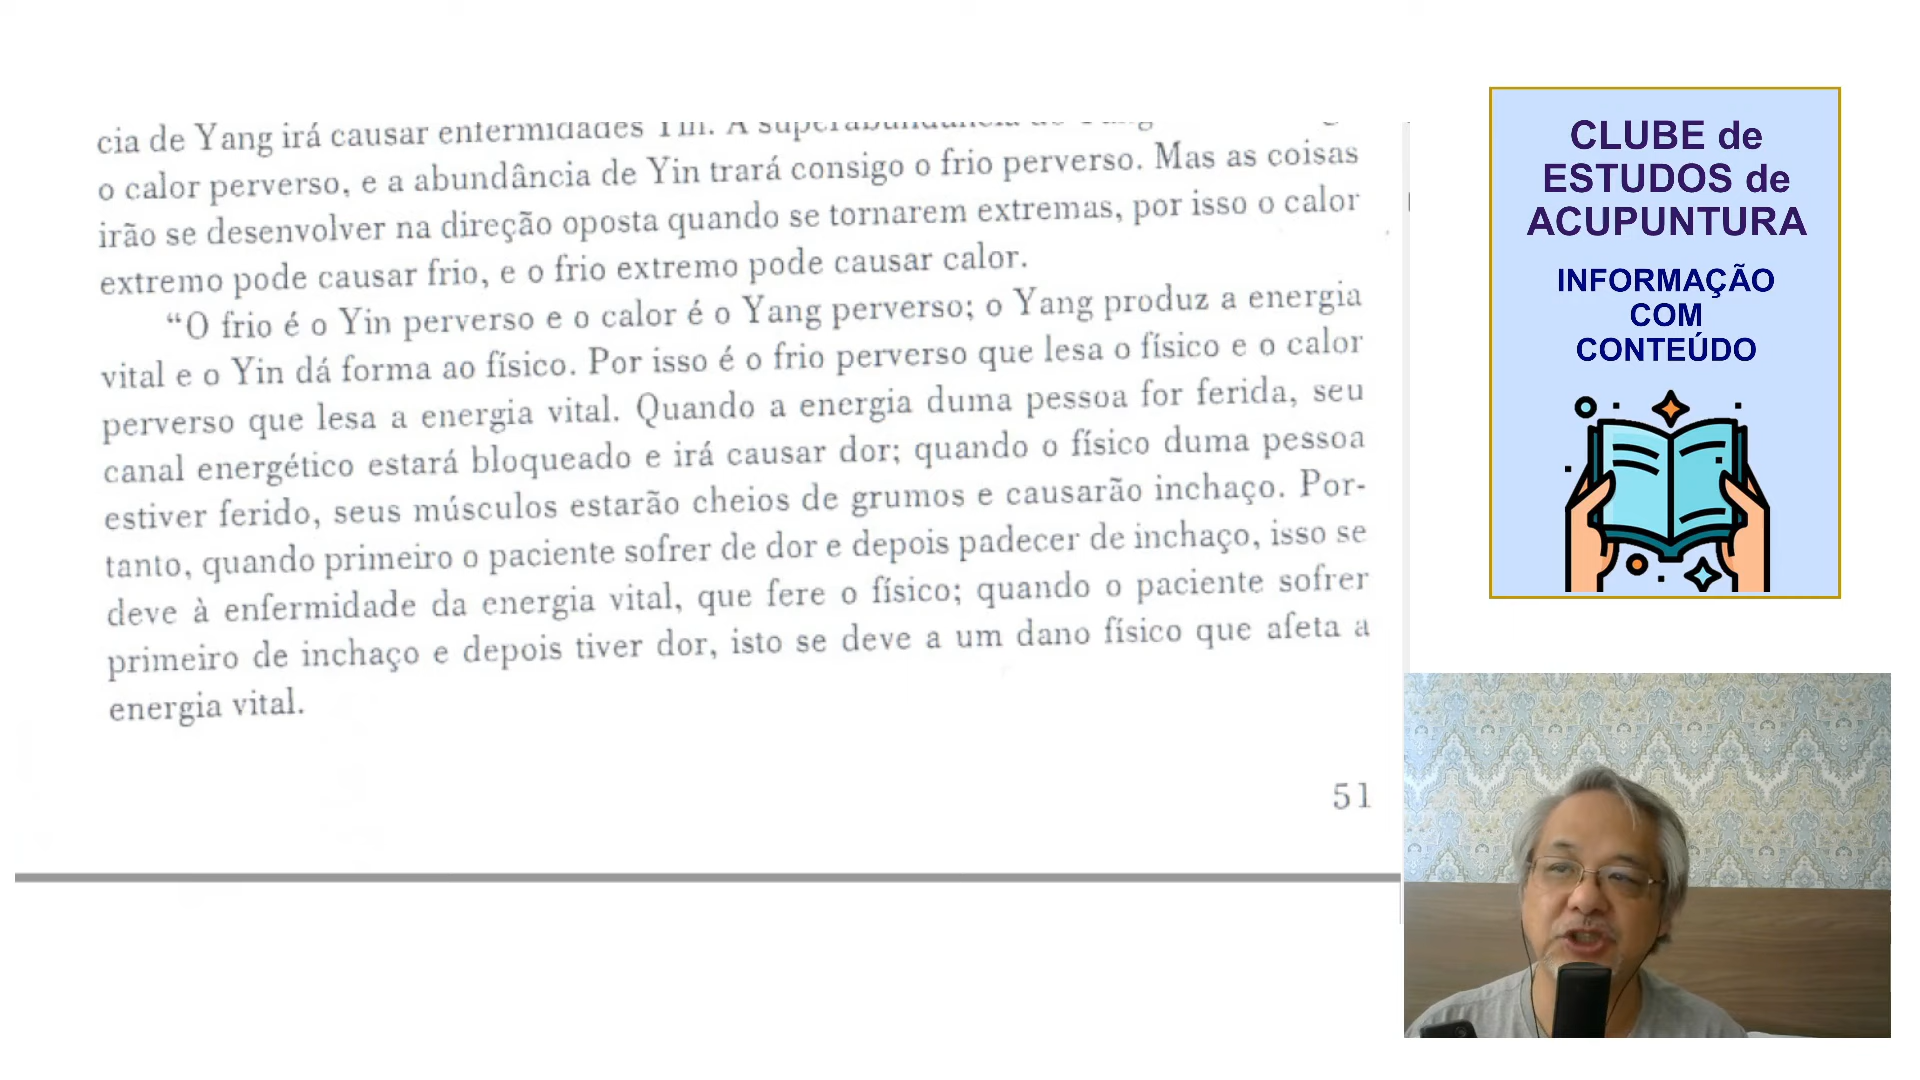 cia de Yang irá causar enfermidades Yin. A superabundância
o calor perverso, e a abundância de Yin trará consigo o frio perverso. Mas as coisas
irão se desenvolver na direção oposta quando se tornarem extremas, por isso o calor
extremo pode causar frio, e o frio extremo pode causar calor.
“O frio é o Yin perverso e o calor é o Yang perverso; o Yang produz a energia
vital e o Yin dá forma ao físico. Por isso é o frio perverso que lesa o físico e o calor
perverso que lesa a energia vital. Quando a energia duma pessoa for ferida, seu
canal energético estará bloqueado e irá causar dor; quando o físico duma pessoa
estiver ferido, seus músculos estarão cheios de grumos e causarão inchaço. Por-
tanto, quando primeiro o paciente sofrer de dor e depois padecer de inchaço, isso se
deve à enfermidade da energia vital, que fere o físico; quando o paciente sofrer
primeiro de inchaço e depois tiver dor, isto se deve a um dano físico que afeta a
energia vital.
51
CLUBE de
ESTUDOS de
ACUPUNTURA
INFORMAÇÃO
COM
CONTEÚDO